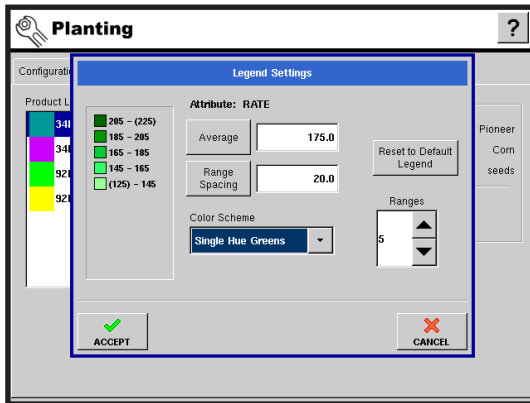 Planting
?
Configurati
Legend Settings
Product L
34
34
92
92
205 - (225)
185 - 205
165 - 185
145 - 165
(125) - 145
Attribute: RATE
Average
175.0
Range
Spacing
20.0
Color Scheme
Single Hue Greens
Reset to Default
Legend
Ranges
5
Pioneer
Corn
seeds
ACCEPT
CANCEL